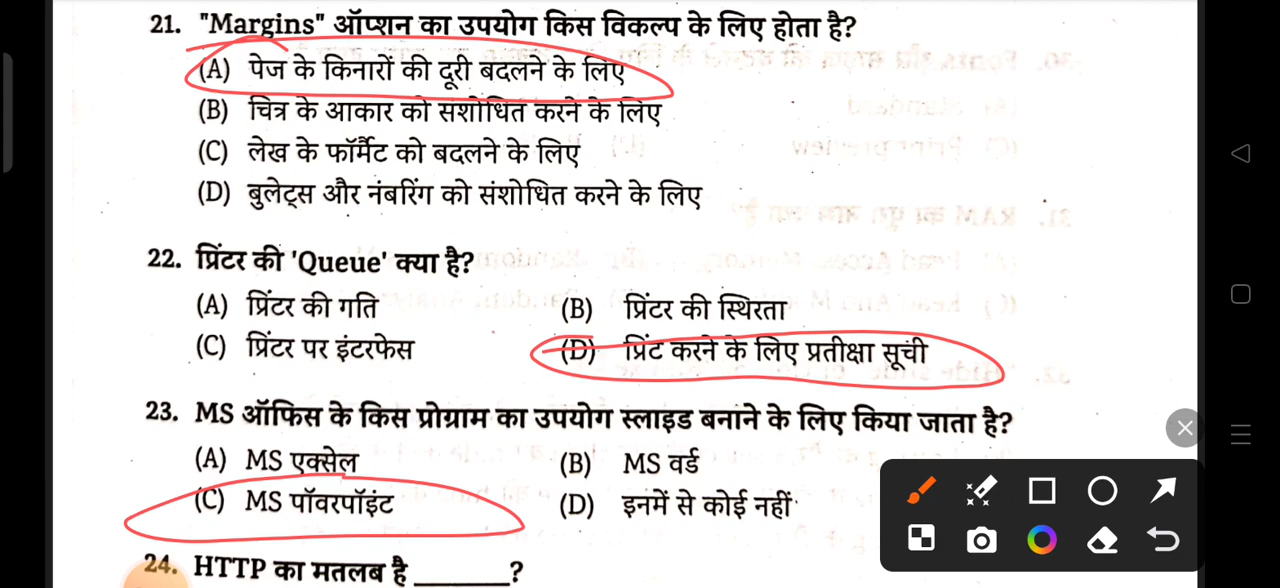 21. "Margins" ऑप्शन का उपयोग किस विकल्प के लिए होता है?
(A) पेज के किनारों की दूरी बदलने के लिए
(B) चित्र के आकार को संशोधित करने के लिए
(C) लेख के फॉर्मेट को बदलने के लिए
(D) बुलेट्स और नंबरिंग को संशोधित करने के लिए
22. प्रिंटर की 'Queue' क्या है?
(A) प्रिंटर की गति (B) प्रिंटर की स्थिरता
(C) प्रिंटर पर इंटरफेस (D) प्रिंट करने के लिए प्रतीक्षा सूची
23. MS ऑफिस के किस प्रोग्राम का उपयोग स्लाइड बनाने के लिए किया जाता है?
(A) MS एक्सेल (B) MS वर्ड
(C) MS पॉवरपॉइंट (D) इनमें से कोई नहीं
24. HTTP का मतलब है ______?